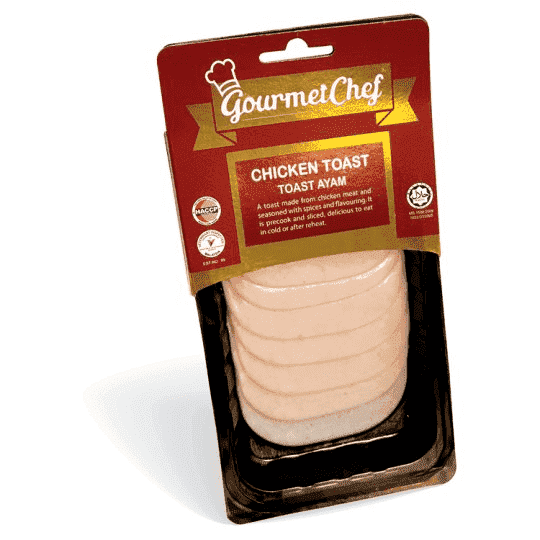 GourmetChef
CHICKEN TOAST
TOAST AYAM
A toast made from chicken meat and
seasoned with spices and flavouring. It
is precook and sliced, delicious to eat
in cold or after reheat.
HACCP